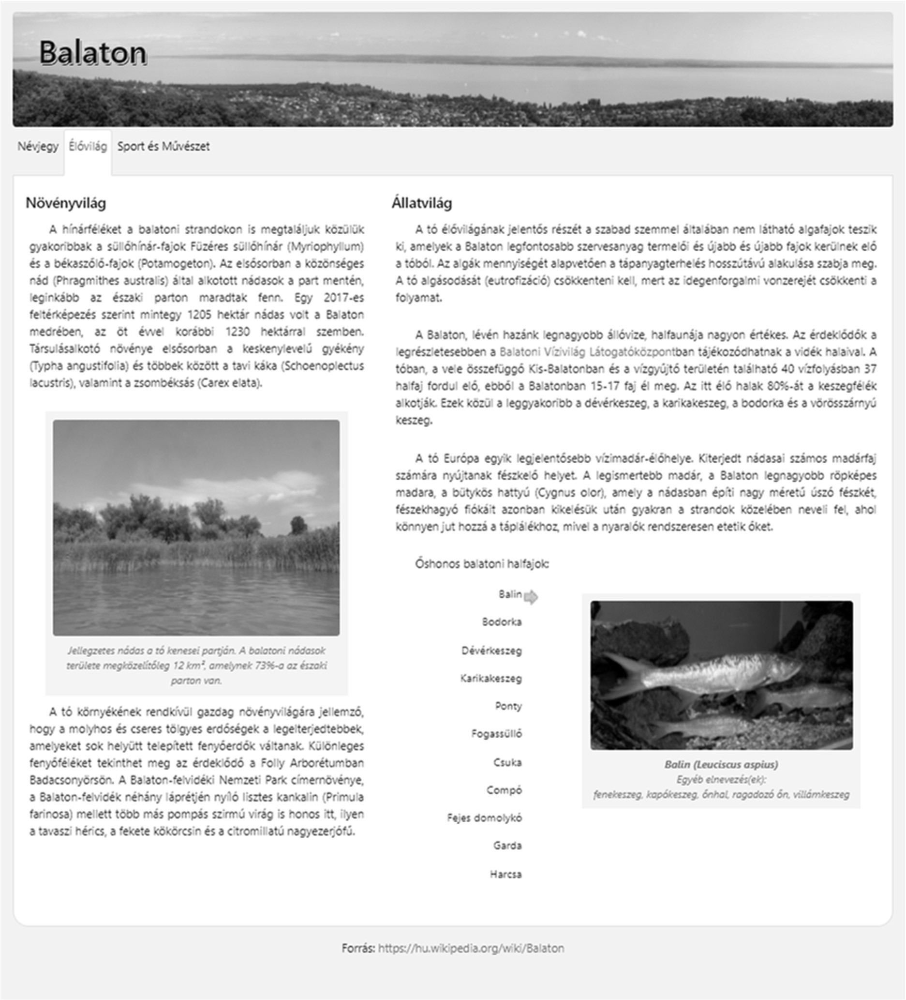 Balaton
Névjegy Élővilág Sport és Művészet
Növényvilág
A hínárféléket a balatoni strandokon is megtaláljuk közülük
gyakoribbak a süllőhínár-fajok Füzéres süllőhínár (Myriophyllum)
és a békaszőlő-fajok (Potamogeton). Az elsősorban a közönséges
nád (Phragmithes australis) által alkotott nádasok a part mentén,
leginkább az északi parton maradtak fenn. Egy 2017-es
feltérképezés szerint mintegy 1205 hektár nádas volt a Balaton
medrében, az öt évvel korábbi 1230 hektárral szemben.
Társulásalkotó növénye elsősorban a keskenylevelű gyékény
(Typha angustifolia) és többek között a tavi káka (Schoenoplectus
lacustris), valamint a zsombéksás (Carex elata).
Jellegzetes nádas a tó kenesei partján. A balatoni nádasok
területe megközelítőleg 12 km², amelynek 73%-a az északi
parton van.
A tó környékének rendkívül gazdag növényvilágára jellemző,
hogy a molyhos és cseres tölgyes erdőségek a legelterjedtebbek,
amelyeket sok helyütt telepített fenyőerdők váltanak. Különleges
fenyőféléket tekinthet meg az érdeklődő a Folly Arborétumban
Badacsonyörsön. A Balaton-felvidéki Nemzeti Park címernövénye,
a Balaton-felvidék néhány láprétjén nyíló lisztes kankalin (Primula
farinosa) mellett több más pompás szirmú virág is honos itt, ilyen
a tavaszi hérics, a fekete kökörcsin és a citromillatú nagyezerjófű.
Állatvilág
A tó élővilágának jelentős részét a szabad szemmel általában nem látható algafajok teszik
ki, amelyek a Balaton legfontosabb szervesanyag termelői és újabb és újabb fajok kerülnek elő
a tóból. Az algák mennyiségét alapvetően a tápanyagterhelés hosszútávú alakulása szabja meg.
A tó algásodását (eutrofizáció) csökkenteni kell, mert az idegenforgalmi vonzerejét csökkenti a
folyamat.
A Balaton, lévén hazánk legnagyobb állóvize, halfaunája nagyon értékes. Az érdeklődők a
legrészletesebben a Balatoni Vízivilág Látogatóközpontban tájékozódhatnak a vidék halaival. A
tóban, a vele összefüggő Kis-Balatonban és a vízgyűjtő területén található 40 vízfolyásban 37
halfaj fordul elő, ebből a Balatonban 15-17 faj él meg. Az itt élő halak 80%-át a keszegfélék
alkotják. Ezek közül a leggyakoribb a dévérkeszeg, a karikakeszeg, a bodorka és a vörösszárnyú
keszeg.
A tó Európa egyik legjelentősebb vízimadár-élőhelye. Kiterjedt nádasai számos madárfaj
számára nyújtanak fészkelő helyet. A legismertebb madár, a Balaton legnagyobb röpképes
madara, a bütykös hattyú (Cygnus olor), amely a nádasban építi nagy méretű úszó fészkét,
fészekhagyó fiókáit azonban kikelésük után gyakran a strandok közelében neveli fel, ahol
könnyen jut hozzá a táplálékhoz, mivel a nyaralók rendszeresen etetik őket.
Őshonos balatoni halfajok:
Balin
Bodorka
Dévérkeszeg
Karikakeszeg
Ponty
Fogassüllő
Csuka
Compó
Fejes domolykó
Garda
Harcsa
Balin (Leuciscus aspius)
Egyéb elnevezés(ek):
fenekeszeg, kapókeszeg, őnhal, ragadozó őn, villámkeszeg
Forrás: https://hu.wikipedia.org/wiki/Balaton